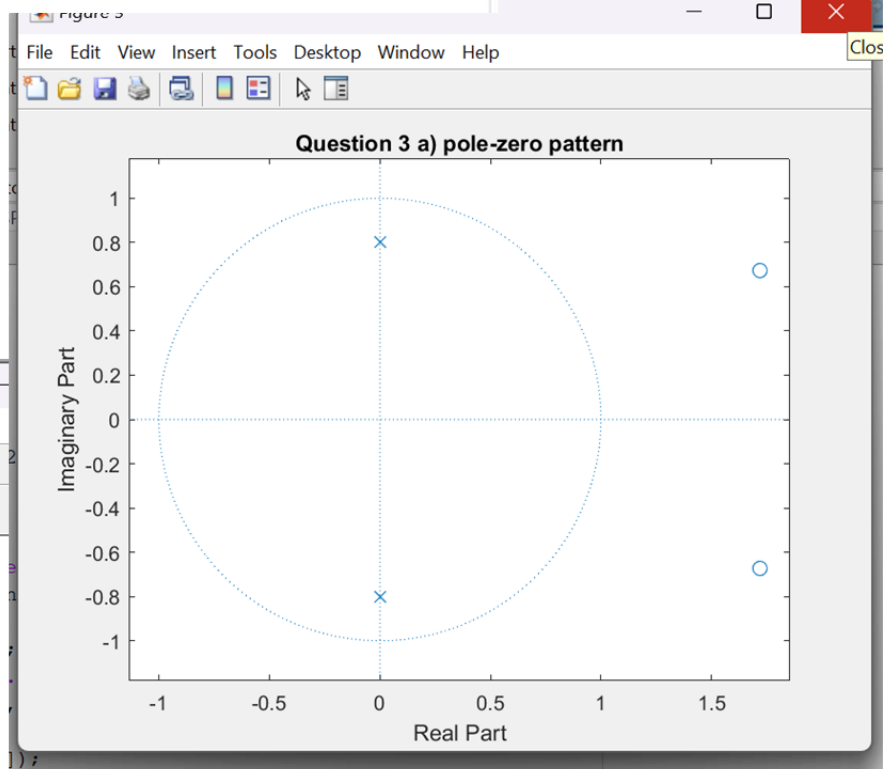 File Edit View Insert Tools Desktop Window Help
Clos
Question 3 a) pole-zero pattern
Imaginary Part
1
0.8
0.6
0.4
0.2
0
-0.2
-0.4
-0.6
-0.8
-1
-1 -0.5 0 0.5 1 1.5
Real Part
]);